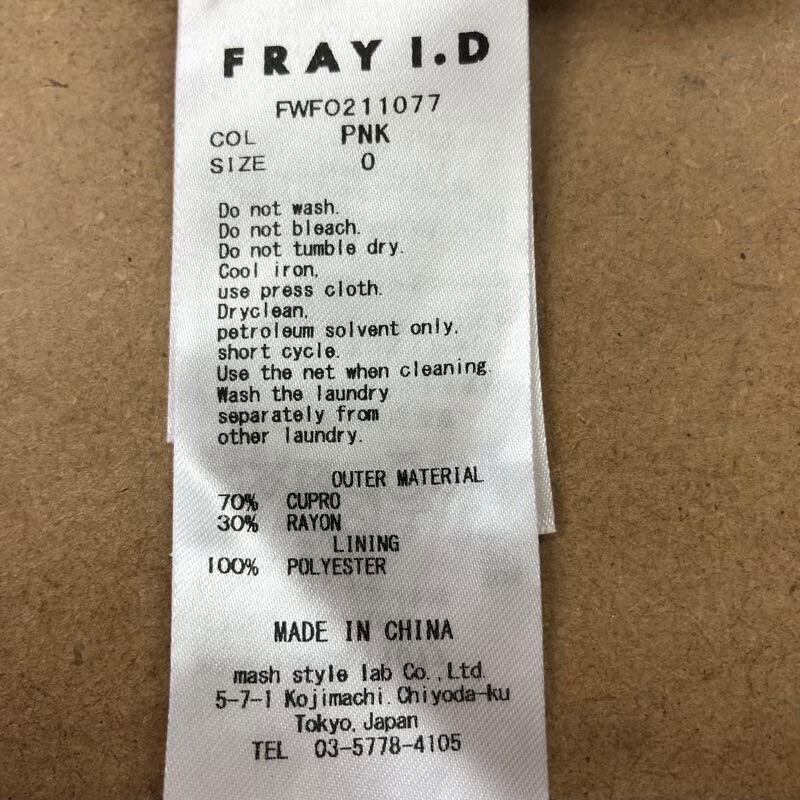 FRAY I.D
FWFO211077
COL PNK
SIZE 0
Do not wash.
Do not bleach.
Do not tumble dry.
Cool iron,
use press cloth.
Dryclean,
petroleum solvent only,
short cycle.
Use the net when cleaning.
Wash the laundry
separately from
other laundry.
OUTER MATERIAL
70% CUPRO
30% RAYON
LINING
100% POLYESTER
MADE IN CHINA
mash style lab Co.,Ltd.
5-7-1 Kojimachi.Chiyoda-ku
Tokyo,Japan
TEL 03-5778-4105